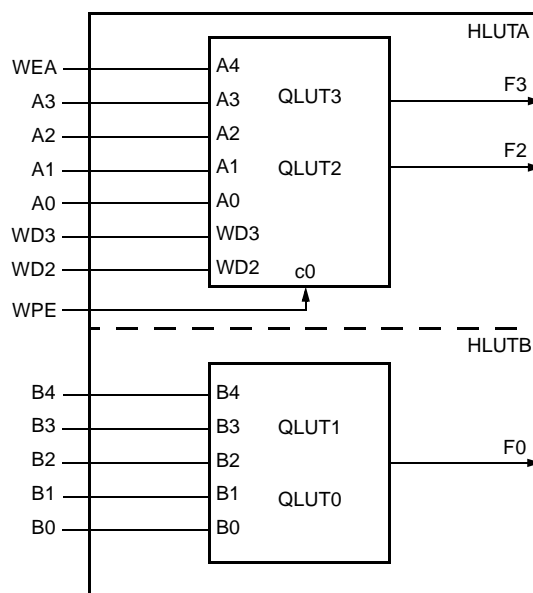 HLUTA
WEA A4
A3 A3 QLUT3 F3
A2 A2
A1 A1 QLUT2 F2
A0 A0
WD3 WD3
WD2 WD2 c0
WPE
HLUTB
B4 B4
B3 B3 QLUT1
B2 B2 F0
B1 B1 QLUT0
B0 B0